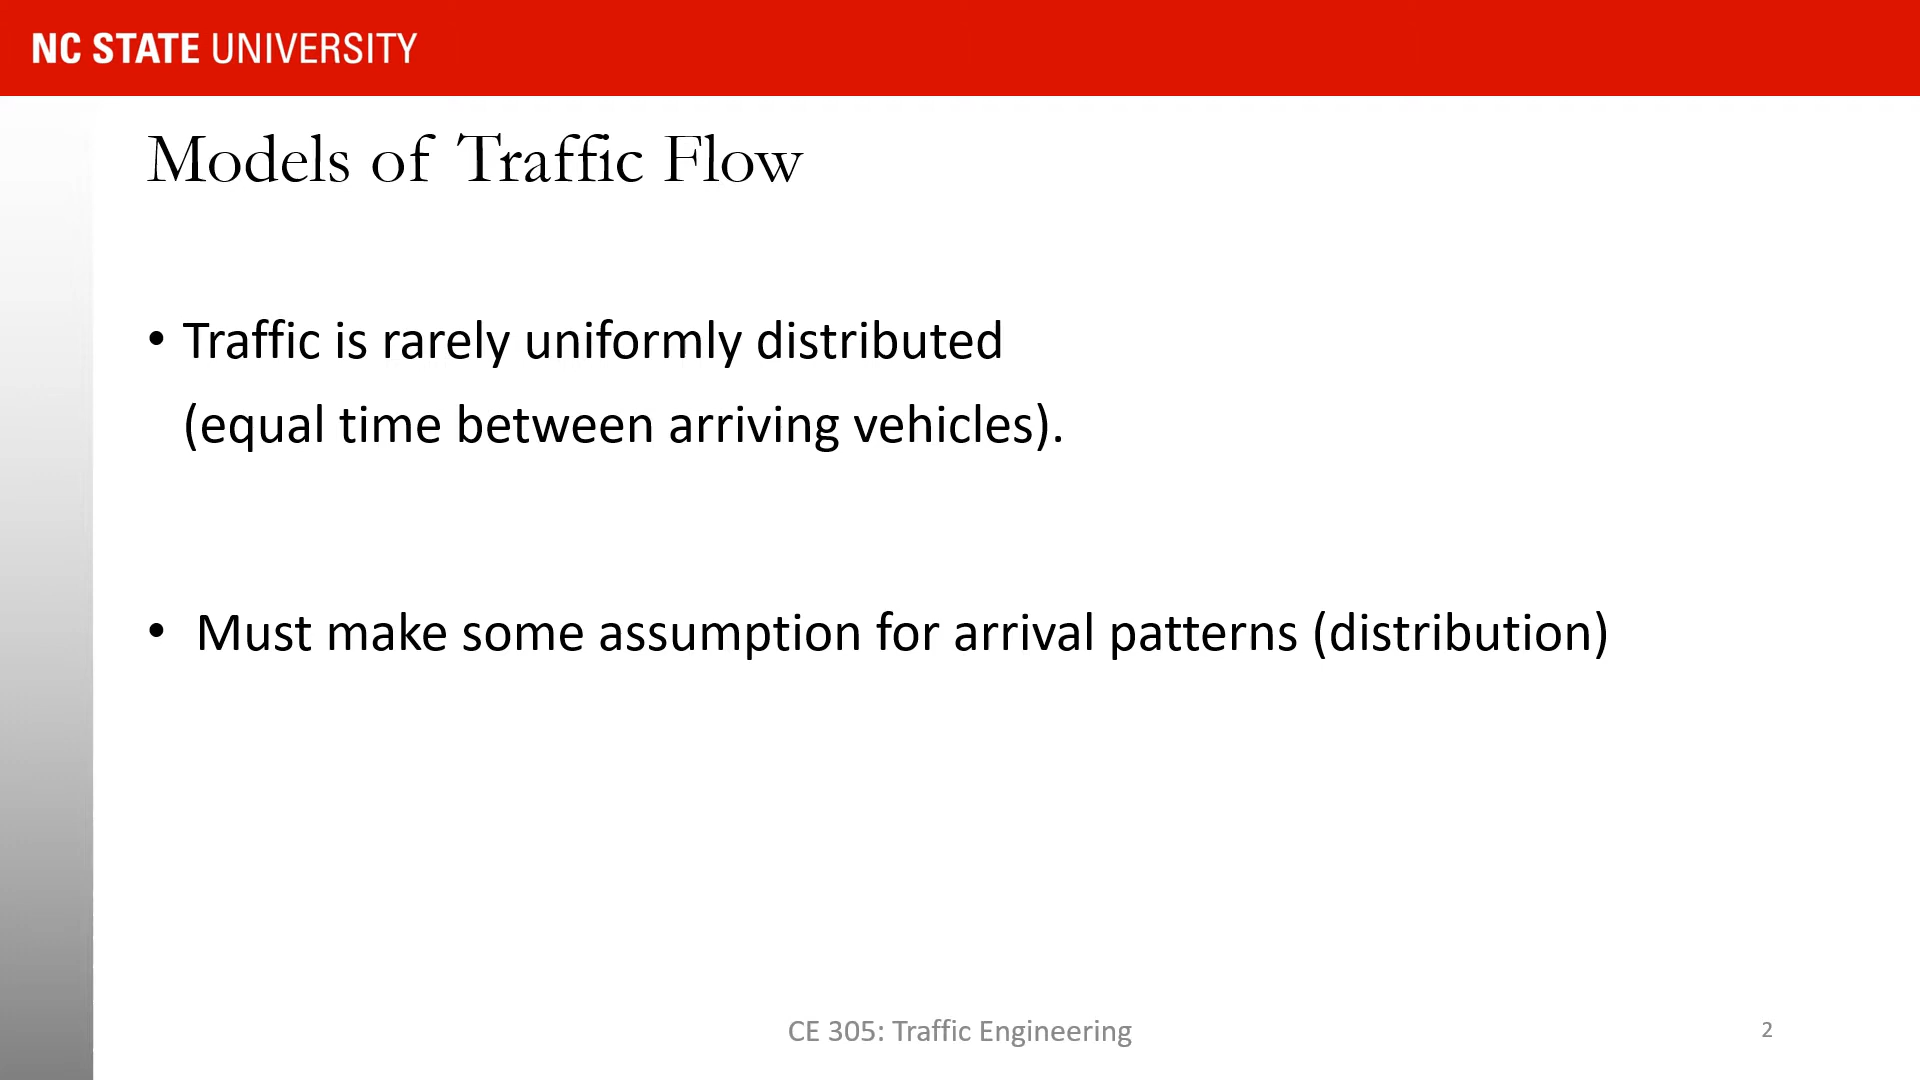 NC STATE UNIVERSITY
Models of Traffic Flow
• Traffic is rarely uniformly distributed
(equal time between arriving vehicles).
• Must make some assumption for arrival patterns (distribution)
CE 305: Traffic Engineering
2